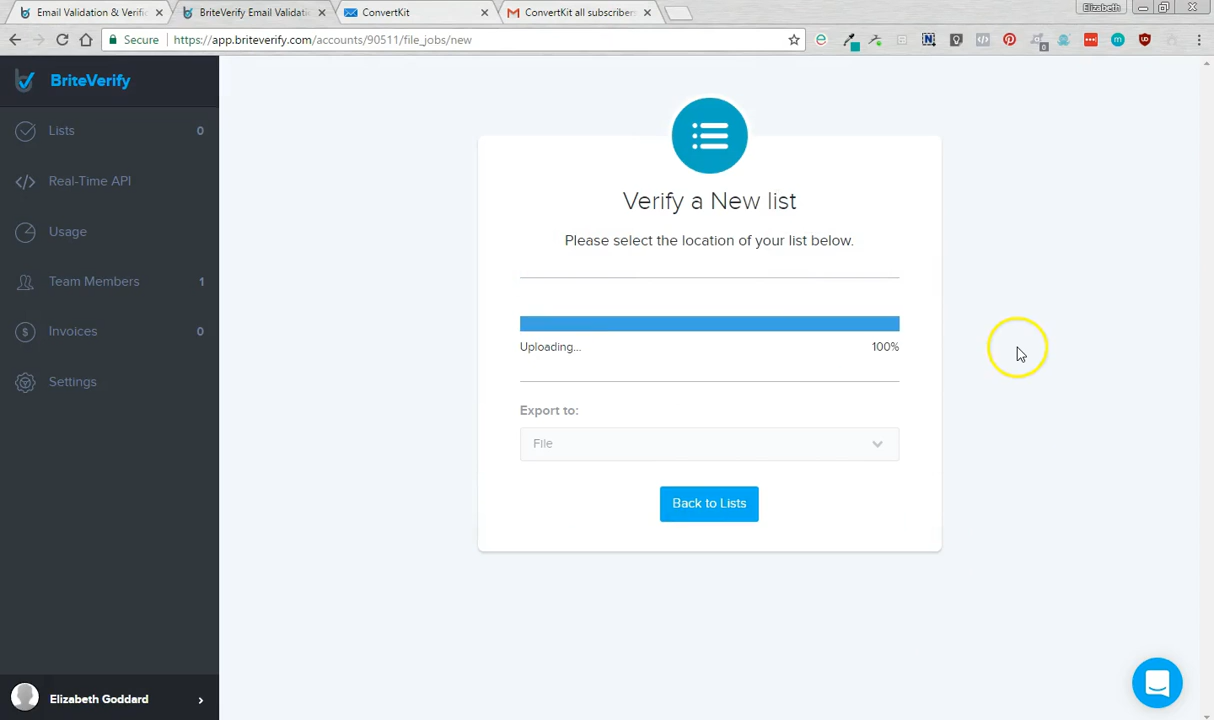 Email Validation & Verific
BriteVerify Email Validati
ConvertKit
ConvertKit all subscribers
Elizabeth
Secure
https://app.briteverify.com/accounts/90511/file_jobs/new
BriteVerify
Lists 0
Real-Time API
Usage
Team Members 1
Invoices 0
Settings
Elizabeth Goddard
Verify a New list
Please select the location of your list below.
Uploading... 100%
Export to:
File
Back to Lists